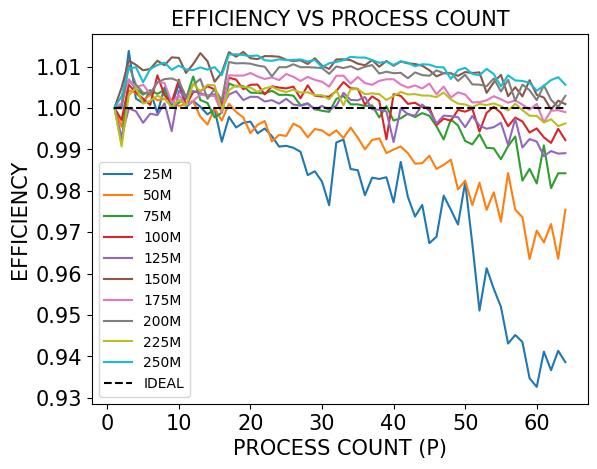 EFFICIENCY VS PROCESS COUNT
EFFICIENCY
1.01
1.00
0.99
0.98
0.97
0.96
0.95
0.94
0.93
25M
50M
75M
100M
125M
150M
175M
200M
225M
250M
IDEAL
0 10 20 30 40 50 60
PROCESS COUNT (P)